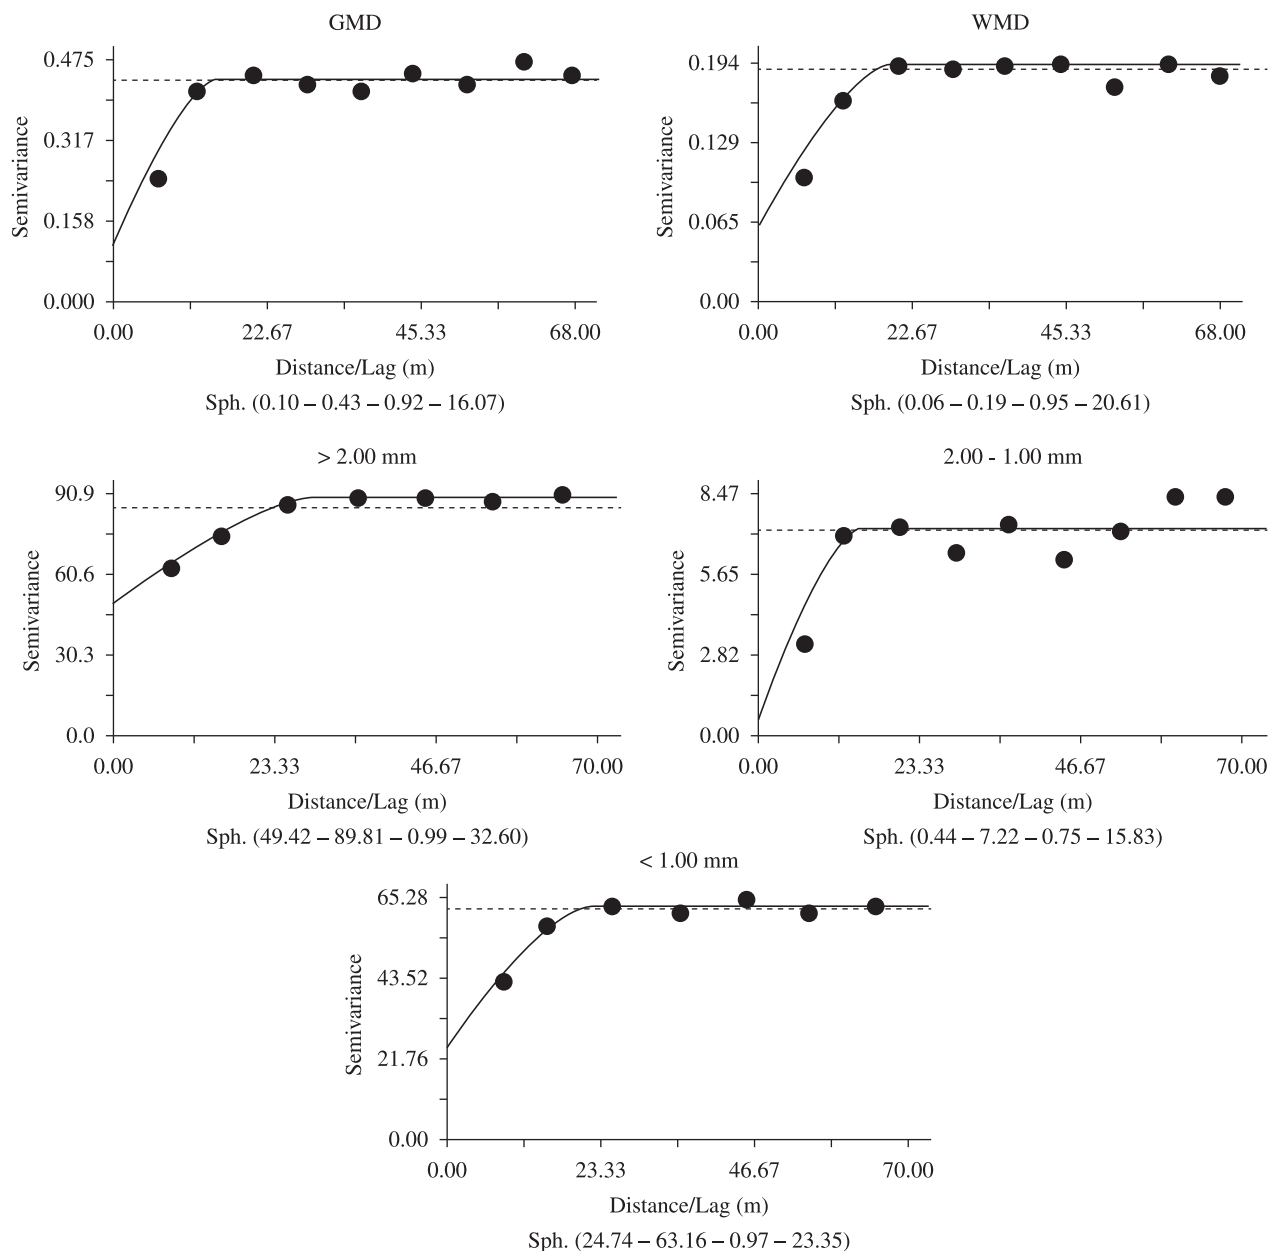 GMD
0.475
0.317
0.158
0.000
Semivariance
0.00 22.67 45.33 68.00
Distance/Lag (m)
Sph. (0.10 – 0.43 – 0.92 – 16.07)
WMD
0.194
0.129
0.065
0.00
Semivariance
0.00 22.67 45.33 68.00
Distance/Lag (m)
Sph. (0.06 – 0.19 – 0.95 – 20.61)
> 2.00 mm
90.9
60.6
30.3
0.0
Semivariance
0.00 23.33 46.67 70.00
Distance/Lag (m)
Sph. (49.42 – 89.81 – 0.99 – 32.60)
2.00 - 1.00 mm
8.47
5.65
2.82
0.00
Semivariance
0.00 23.33 46.67 70.00
Distance/Lag (m)
Sph. (0.44 – 7.22 – 0.75 – 15.83)
< 1.00 mm
65.28
43.52
21.76
0.00
Semivariance
0.00 23.33 46.67 70.00
Distance/Lag (m)
Sph. (24.74 – 63.16 – 0.97 – 23.35)